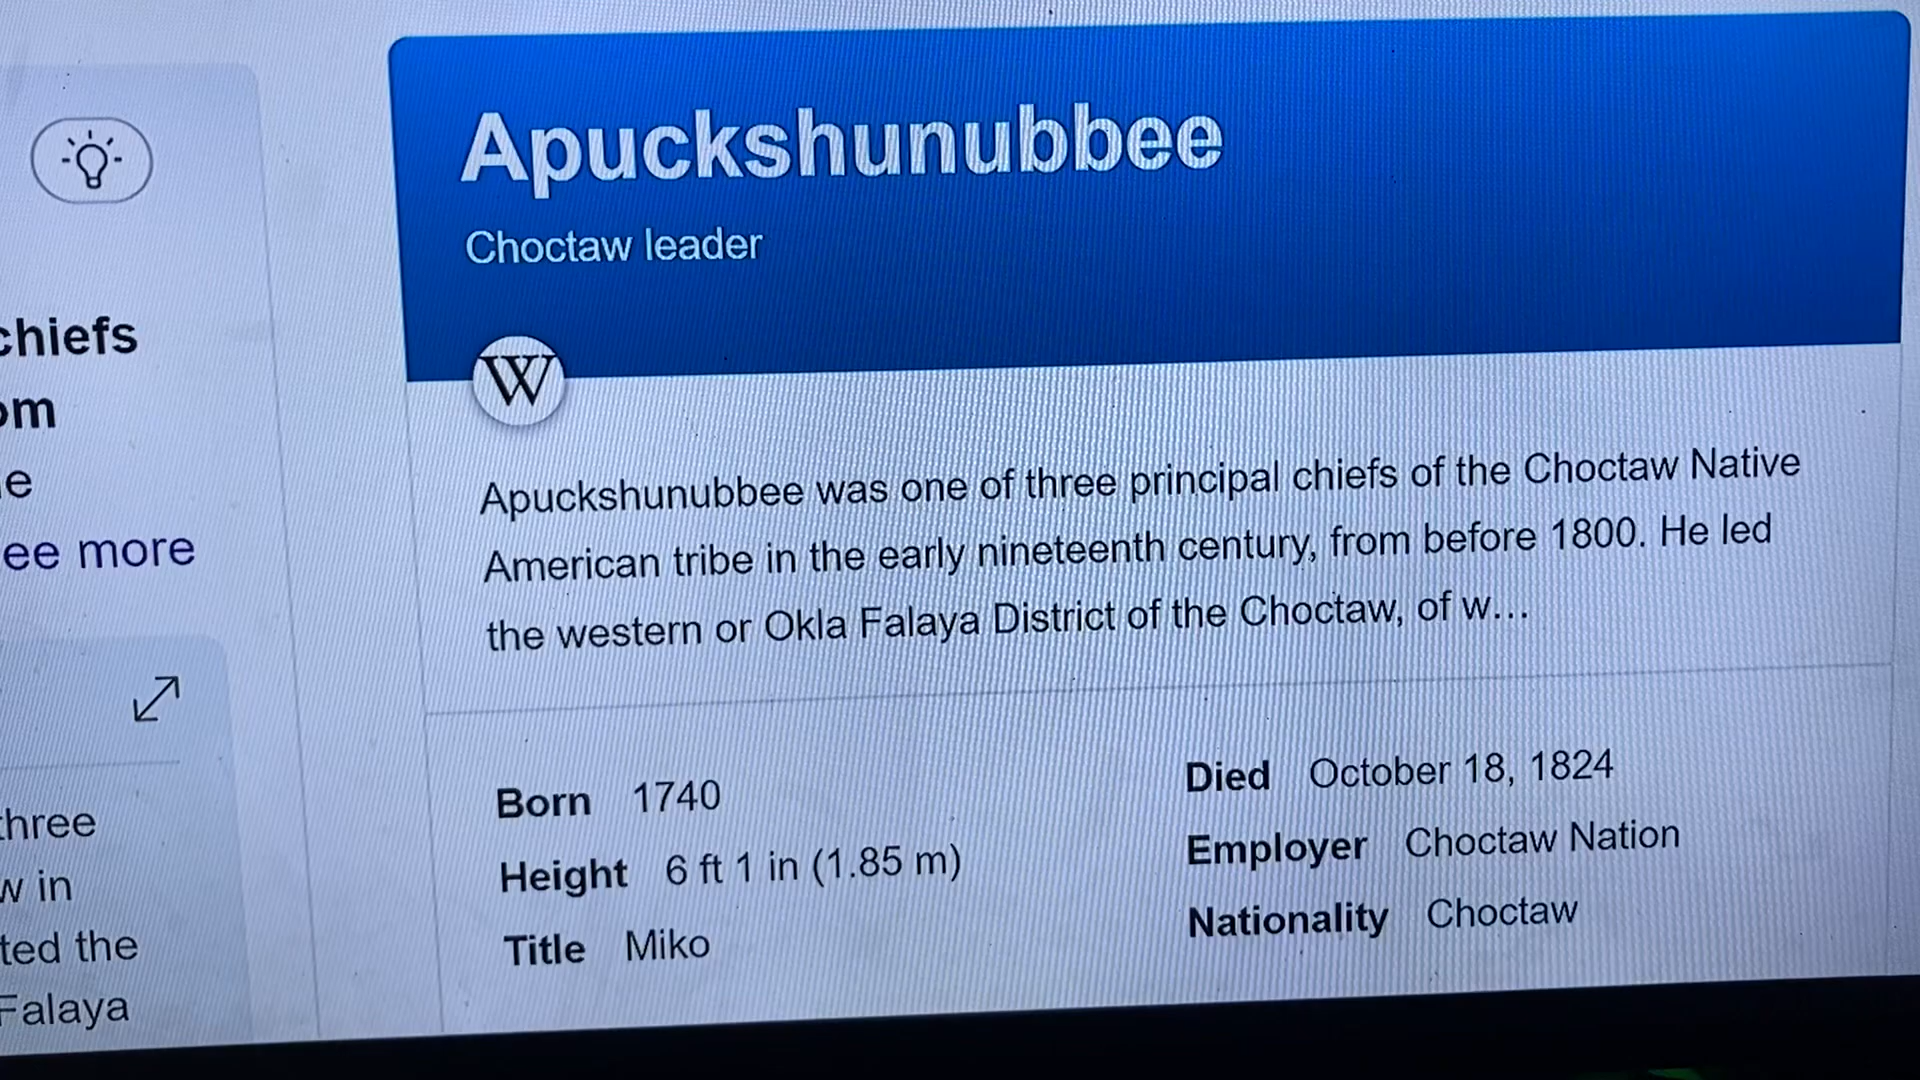 Apuckshunubbee
Choctaw leader
W
Apuckshunubbee was one of three principal chiefs of the Choctaw Native
American tribe in the early nineteenth century, from before 1800. He led
the western or Okla Falaya District of the Choctaw, of w...
Born 1740
Height 6 ft 1 in (1.85 m)
Title Miko
Died October 18, 1824
Employer Choctaw Nation
Nationality Choctaw
chiefs
om
e
ee more
three
w in
ted the
Falaya